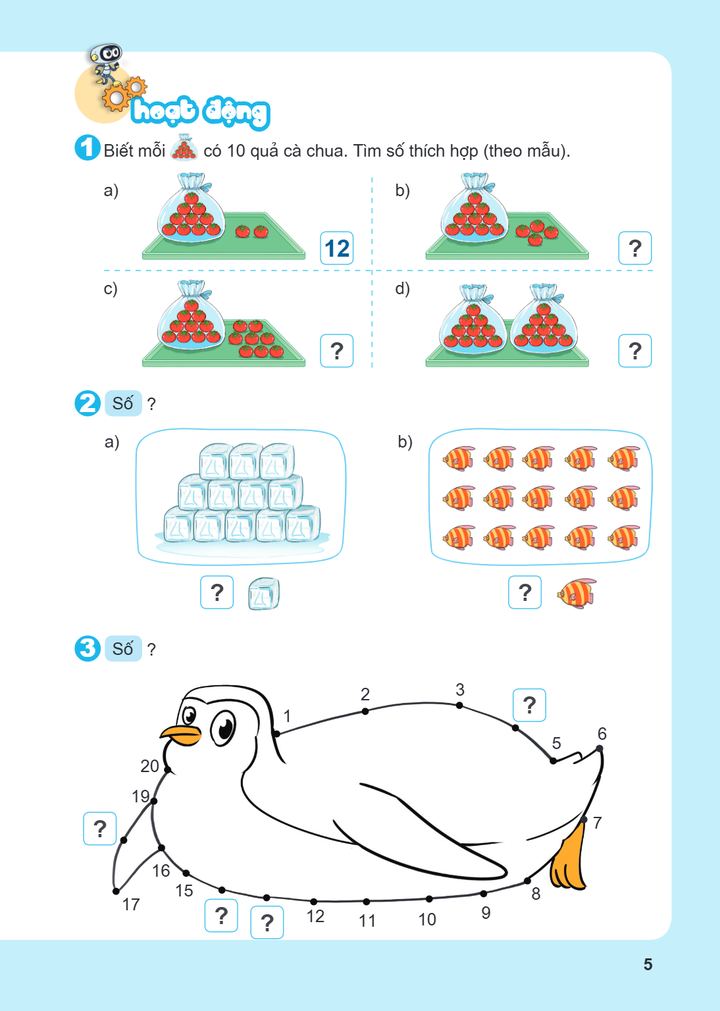 hoạt động
1 Biết mỗi có 10 quả cà chua. Tìm số thích hợp (theo mẫu).
a)
12
b)
?
c)
?
d)
?
2 Số ?
a)
b)
?
?
3 Số ?
1
2
3
?
5
6
7
8
9
10
11
12
?
?
15
16
17
?
19
20
5